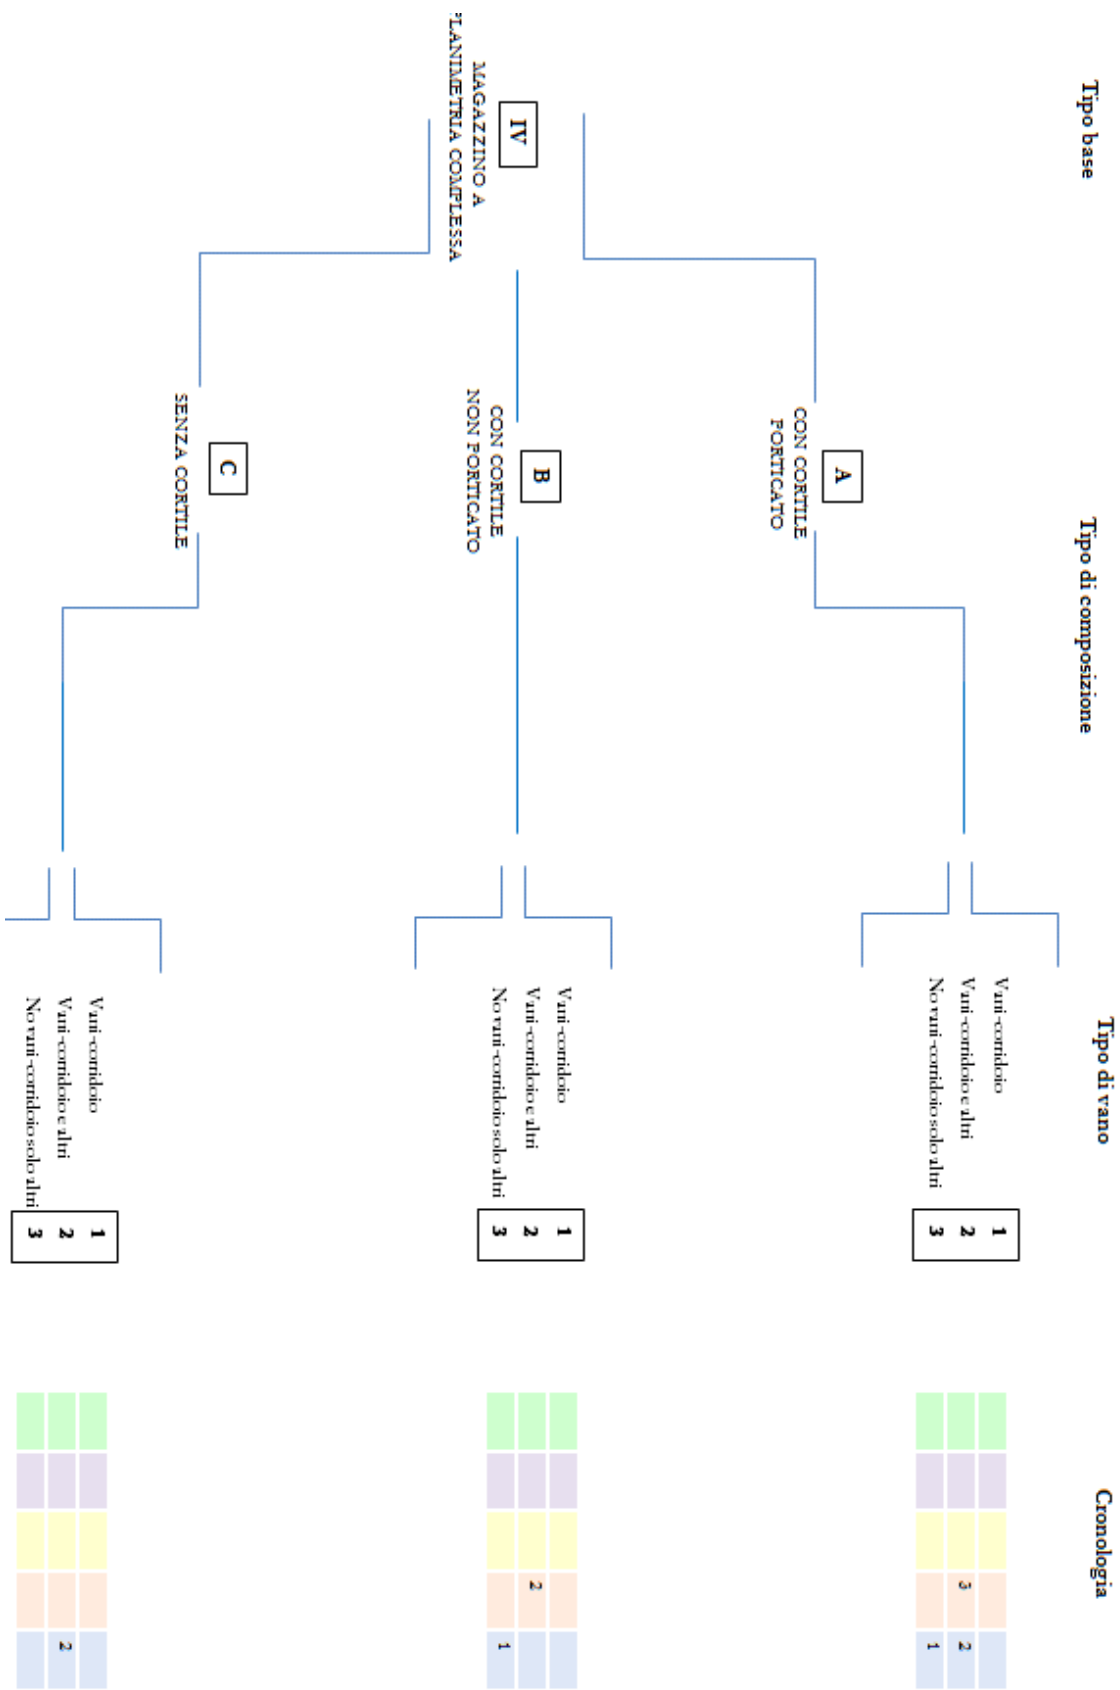 Tipo base
Tipo di composizione
Tipo di vano
Cronologia
IV
MAGAZZINO A
PLANIMETRIA COMPLESSA
A
CON CORTILE
PORTICATO
Vani-corridoio
Vani-corridoio e altri
No vani-corridoio solo altri
1
2
3
3
2
1
B
CON CORTILE
NON PORTICATO
Vani-corridoio
Vani-corridoio e altri
No vani-corridoio solo altri
1
2
3
2
1
C
SENZA CORTILE
Vani-corridoio
Vani-corridoio e altri
No vani-corridoio solo altri
1
2
3
2